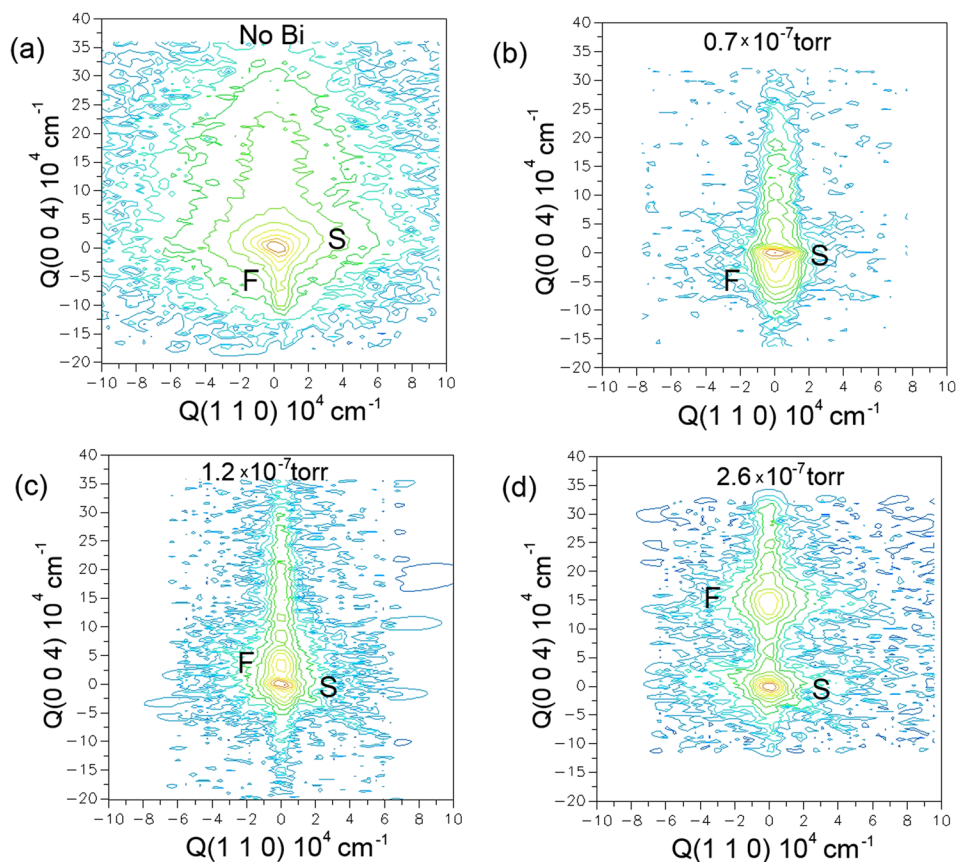 (a)
No Bi
40
35
30
25
20
15
10
5
0
−5
−10
−15
−20
Q(0 0 4) 10⁴ cm⁻¹
S
F
−10 −8 −6 −4 −2 0 2 4 6 8 10
Q(1 1 0) 10⁴ cm⁻¹
(b)
0.7×10⁻⁷torr
40
35
30
25
20
15
10
5
0
−5
−10
−15
−20
Q(0 0 4) 10⁴ cm⁻¹
S
F
−10 −8 −6 −4 −2 0 2 4 6 8 10
Q(1 1 0) 10⁴ cm⁻¹
(c)
1.2×10⁻⁷torr
40
35
30
25
20
15
10
5
0
−5
−10
−15
−20
Q(0 0 4) 10⁴ cm⁻¹
F
S
−10 −8 −6 −4 −2 0 2 4 6 8 10
Q(1 1 0) 10⁴ cm⁻¹
(d)
2.6×10⁻⁷torr
40
35
30
25
20
15
10
5
0
−5
−10
−15
−20
Q(0 0 4) 10⁴ cm⁻¹
F
S
−10 −8 −6 −4 −2 0 2 4 6 8 10
Q(1 1 0) 10⁴ cm⁻¹